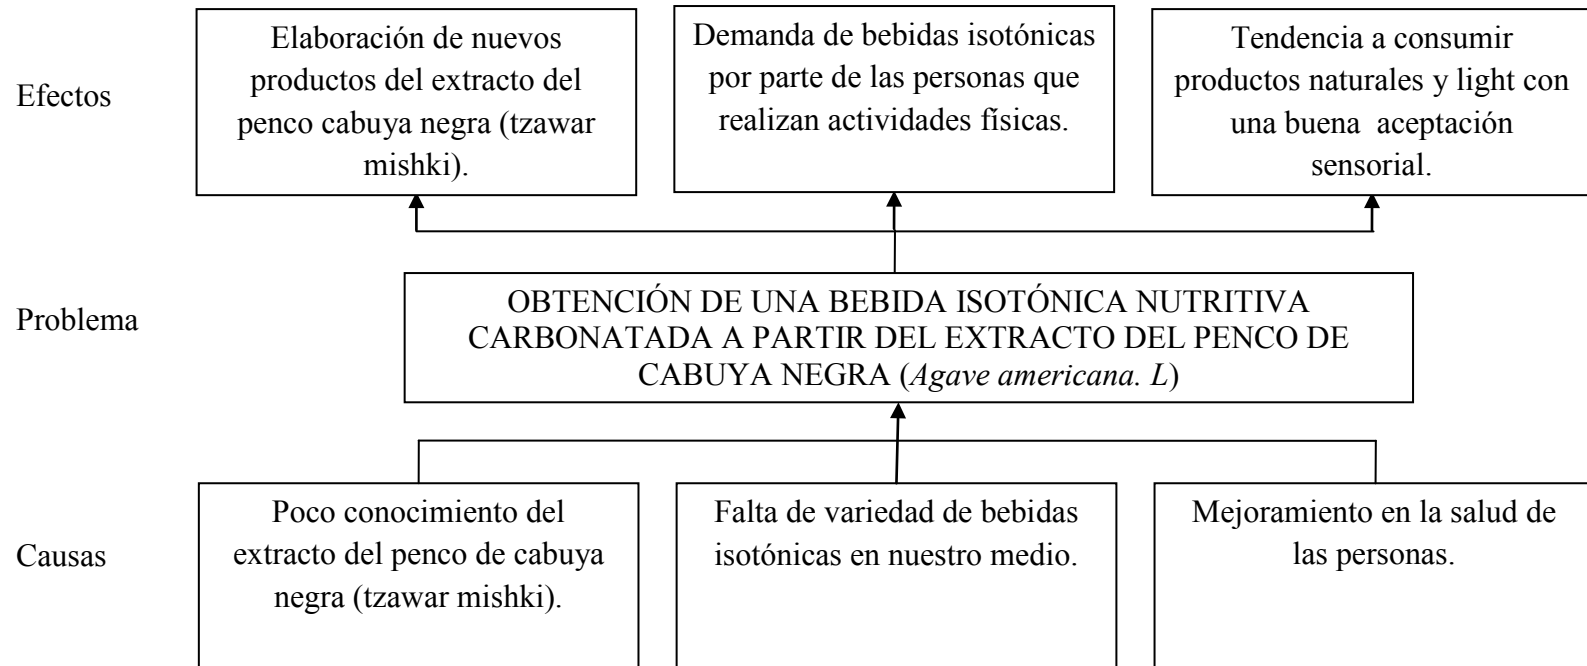 Efectos
Elaboración de nuevos
productos del extracto del
penco cabuya negra (tzawar
mishki).
Demanda de bebidas isotónicas
por parte de las personas que
realizan actividades físicas.
Tendencia a consumir
productos naturales y light con
una buena  aceptación
sensorial.
Problema
OBTENCIÓN DE UNA BEBIDA ISOTÓNICA NUTRITIVA
CARBONATADA A PARTIR DEL EXTRACTO DEL PENCO DE
CABUYA NEGRA (Agave americana. L)
Causas
Poco conocimiento del
extracto del penco de cabuya
negra (tzawar mishki).
Falta de variedad de bebidas
isotónicas en nuestro medio.
Mejoramiento en la salud de
las personas.